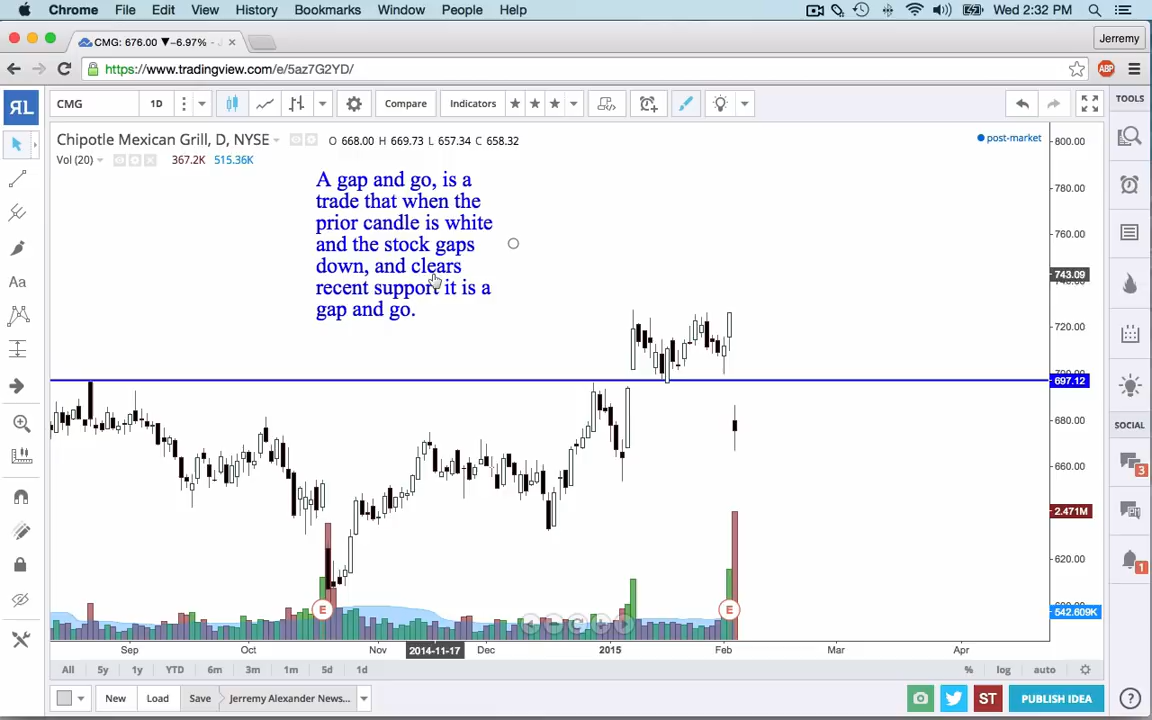 Chrome File Edit View History Bookmarks Window People Help Wed 2:32 PM
CMG: 676.00 ▼-6.97% -
Jerremy
https://www.tradingview.com/e/5az7G2YD/
ABP
CMG 1D Compare Indicators
TOOLS
Chipotle Mexican Grill, D, NYSE O 668.00 H 669.73 L 657.34 C 658.32
post-market
Vol (20) 367.2K 515.36K
A gap and go, is a
trade that when the
prior candle is white
and the stock gaps
down, and clears
recent support it is a
gap and go.
Aa
800.00
780.00
760.00
743.09
720.00
697.12
680.00
660.00
2.471M
620.00
542.609K
SOCIAL
3
1
E E
Sep Oct Nov 2014-11-17 Dec 2015 Feb Mar Apr
All 5y 1y YTD 6m 3m 1m 5d 1d % log auto
New Load Save Jerremy Alexander News... ST PUBLISH IDEA